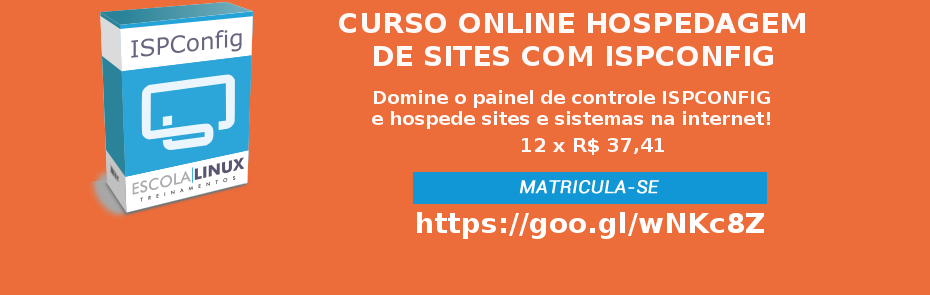 ISPConfig
ESCOLA|LINUX
TREINAMENTOS
CURSO ONLINE HOSPEDAGEM
DE SITES COM ISPCONFIG
Domine o painel de controle ISPCONFIG
e hospede sites e sistemas na internet!
12 x R$ 37,41
MATRICULA-SE
https://goo.gl/wNKc8Z